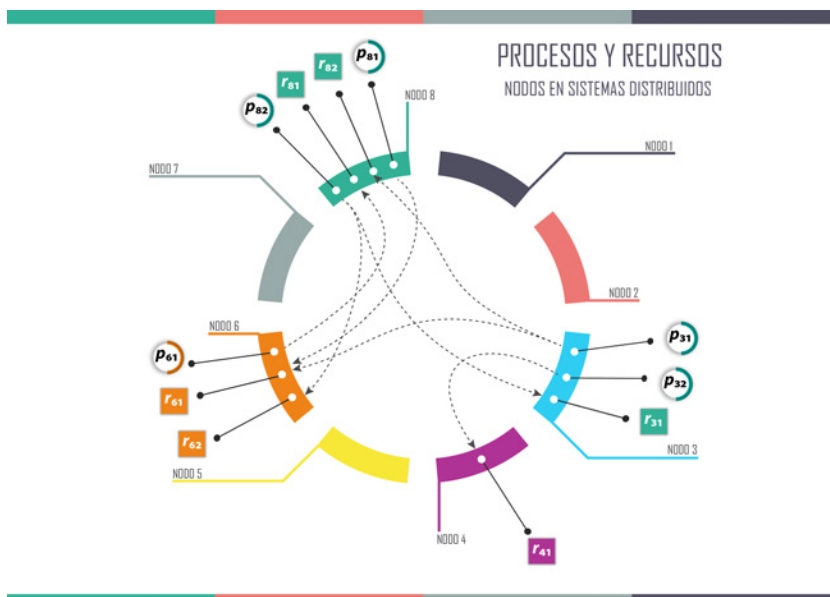 PROCESOS Y RECURSOS
NODOS EN SISTEMAS DISTRIBUIDOS
p81
r82
r81
p82
NODO 8
NODO 1
NODO 7
NODO 2
NODO 6
p31
p61
p32
r61
r31
r62
NODO 3
NODO 5
NODO 4
r41